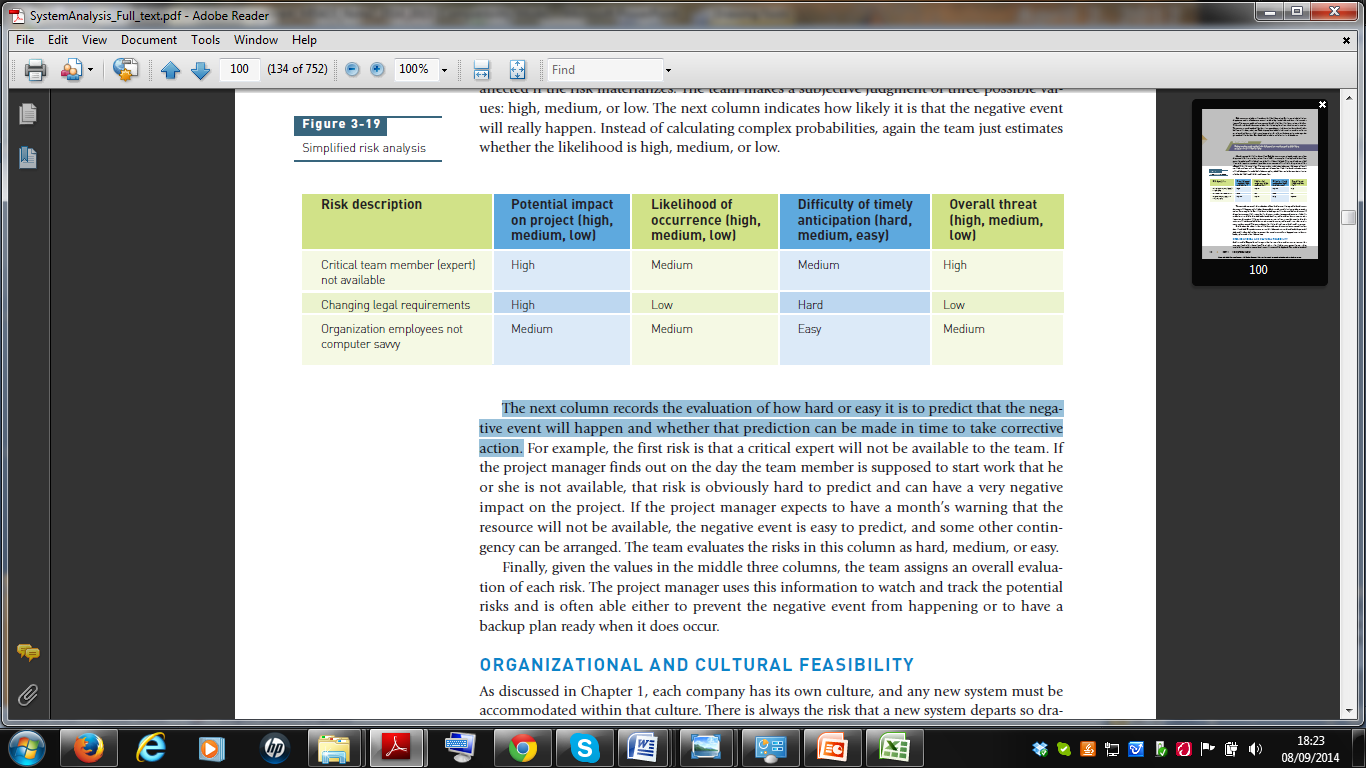 SystemAnalysis_Full_text.pdf - Adobe Reader
File Edit View Document Tools Window Help
100 (134 of 752) 100% Find
affected if the risk materializes. The team makes a subjective judgment of three possible val-
ues: high, medium, or low. The next column indicates how likely it is that the negative event
will really happen. Instead of calculating complex probabilities, again the team just estimates
whether the likelihood is high, medium, or low.
Figure 3-19
Simplified risk analysis
Risk description
Potential impact
on project (high,
medium, low)
Likelihood of
occurrence (high,
medium, low)
Difficulty of timely
anticipation (hard,
medium, easy)
Overall threat
(high, medium,
low)
Critical team member (expert)
not available
High
Medium
Medium
High
Changing legal requirements
High
Low
Hard
Low
Organization employees not
computer savvy
Medium
Medium
Easy
Medium
The next column records the evaluation of how hard or easy it is to predict that the nega-
tive event will happen and whether that prediction can be made in time to take corrective
action. For example, the first risk is that a critical expert will not be available to the team. If
the project manager finds out on the day the team member is supposed to start work that he
or she is not available, that risk is obviously hard to predict and can have a very negative
impact on the project. If the project manager expects to have a month's warning that the
resource will not be available, the negative event is easy to predict, and some other contin-
gency can be arranged. The team evaluates the risks in this column as hard, medium, or easy.
Finally, given the values in the middle three columns, the team assigns an overall evalua-
tion of each risk. The project manager uses this information to watch and track the potential
risks and is often able either to prevent the negative event from happening or to have a
backup plan ready when it does occur.
ORGANIZATIONAL AND CULTURAL FEASIBILITY
As discussed in Chapter 1, each company has its own culture, and any new system must be
accommodated within that culture. There is always the risk that a new system departs so dra-
100
hp
18:23
08/09/2014